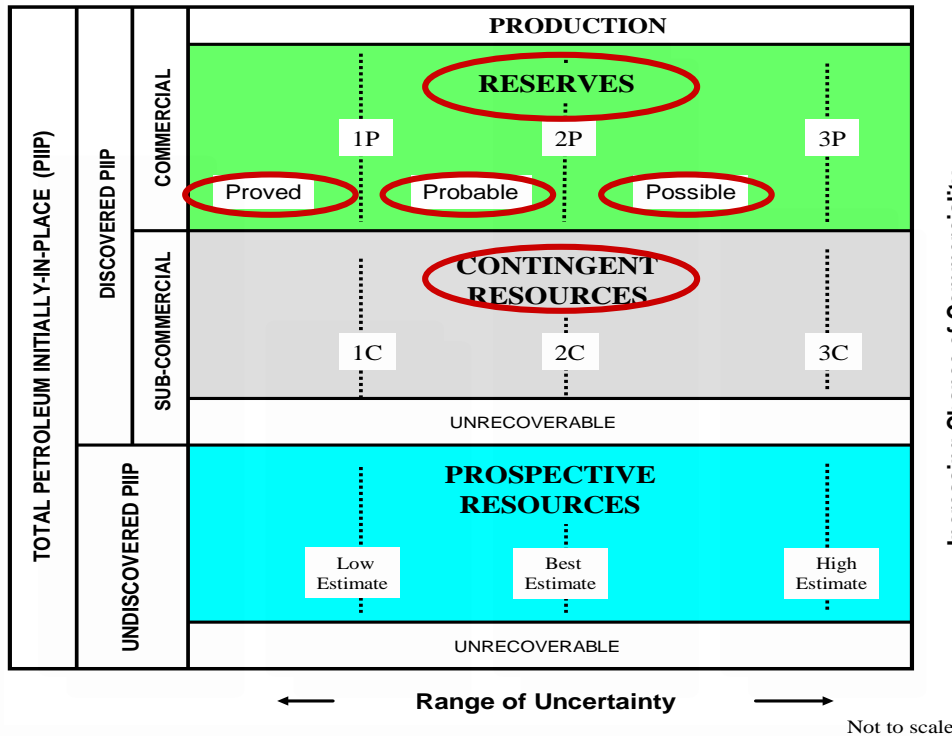 PRODUCTION
RESERVES
1P
2P
3P
Proved
Probable
Possible
CONTINGENT
RESOURCES
1C
2C
3C
UNRECOVERABLE
PROSPECTIVE
RESOURCES
Low
Estimate
Best
Estimate
High
Estimate
UNRECOVERABLE
TOTAL PETROLEUM INITIALLY-IN-PLACE (PIIP)
DISCOVERED PIIP
UNDISCOVERED PIIP
COMMERCIAL
SUB-COMMERCIAL
Range of Uncertainty
Not to scale